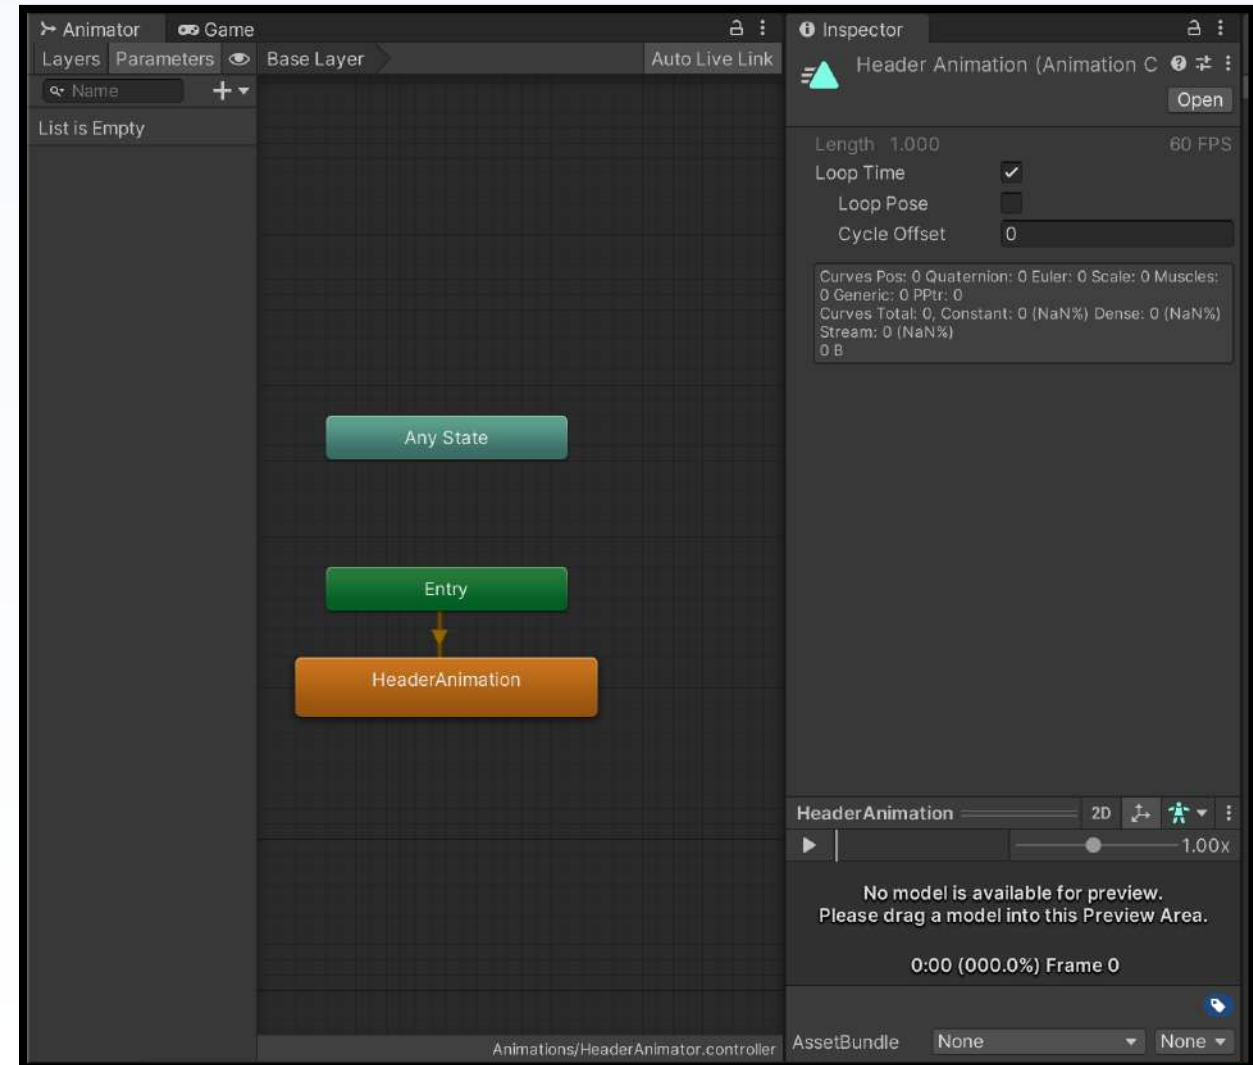 Animator
Game
Layers Parameters
Base Layer
Auto Live Link
Name
List is Empty
Any State
Entry
HeaderAnimation
Animations/HeaderAnimator.controller
Inspector
Header Animation (Animation C
Open
Length 1.000 60 FPS
Loop Time
Loop Pose
Cycle Offset 0
Curves Pos: 0 Quaternion: 0 Euler: 0 Scale: 0 Muscles:
0 Generic: 0 PPtr: 0
Curves Total: 0, Constant: 0 (NaN%) Dense: 0 (NaN%)
Stream: 0 (NaN%)
0 B
HeaderAnimation 2D
1.00x
No model is available for preview.
Please drag a model into this Preview Area.
0:00 (000.0%) Frame 0
AssetBundle None None